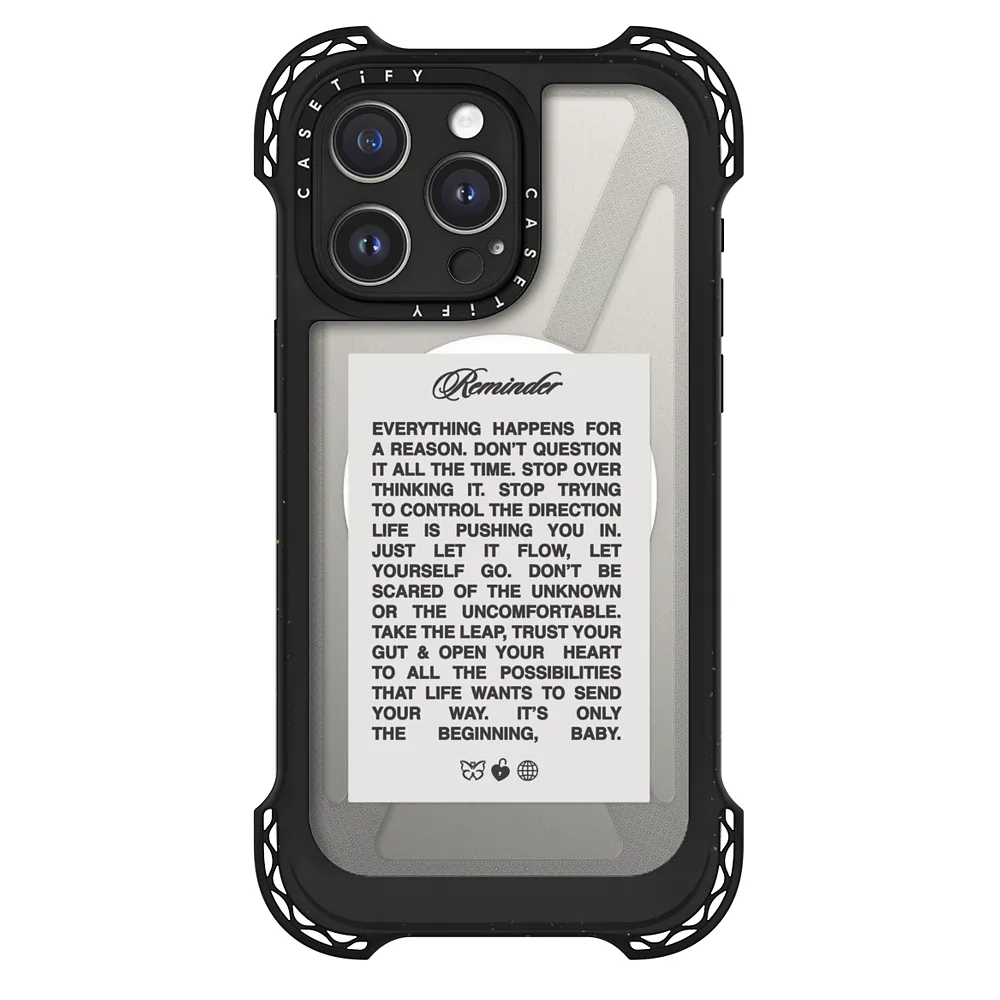 CASETiFY
CASETiFY
Reminder
EVERYTHING HAPPENS FOR
A REASON. DON'T QUESTION
IT ALL THE TIME. STOP OVER
THINKING IT. STOP TRYING
TO CONTROL THE DIRECTION
LIFE IS PUSHING YOU IN.
JUST LET IT FLOW, LET
YOURSELF GO. DON'T BE
SCARED OF THE UNKNOWN
OR THE UNCOMFORTABLE.
TAKE THE LEAP, TRUST YOUR
GUT & OPEN YOUR HEART
TO ALL THE POSSIBILITIES
THAT LIFE WANTS TO SEND
YOUR WAY. IT'S ONLY
THE BEGINNING, BABY.